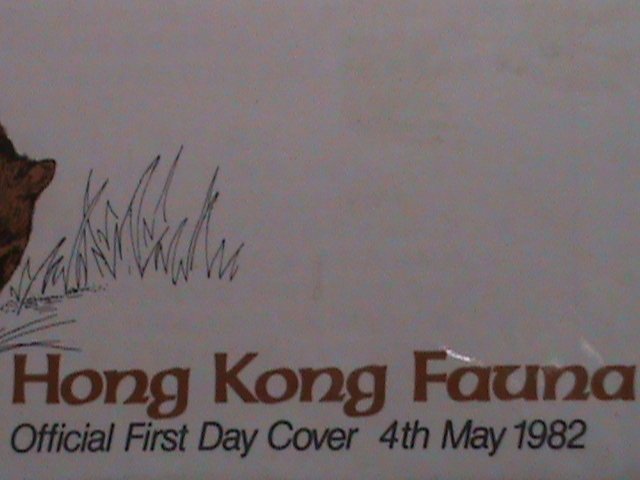 Hong Kong Fauna
Official First Day Cover 4th May 1982